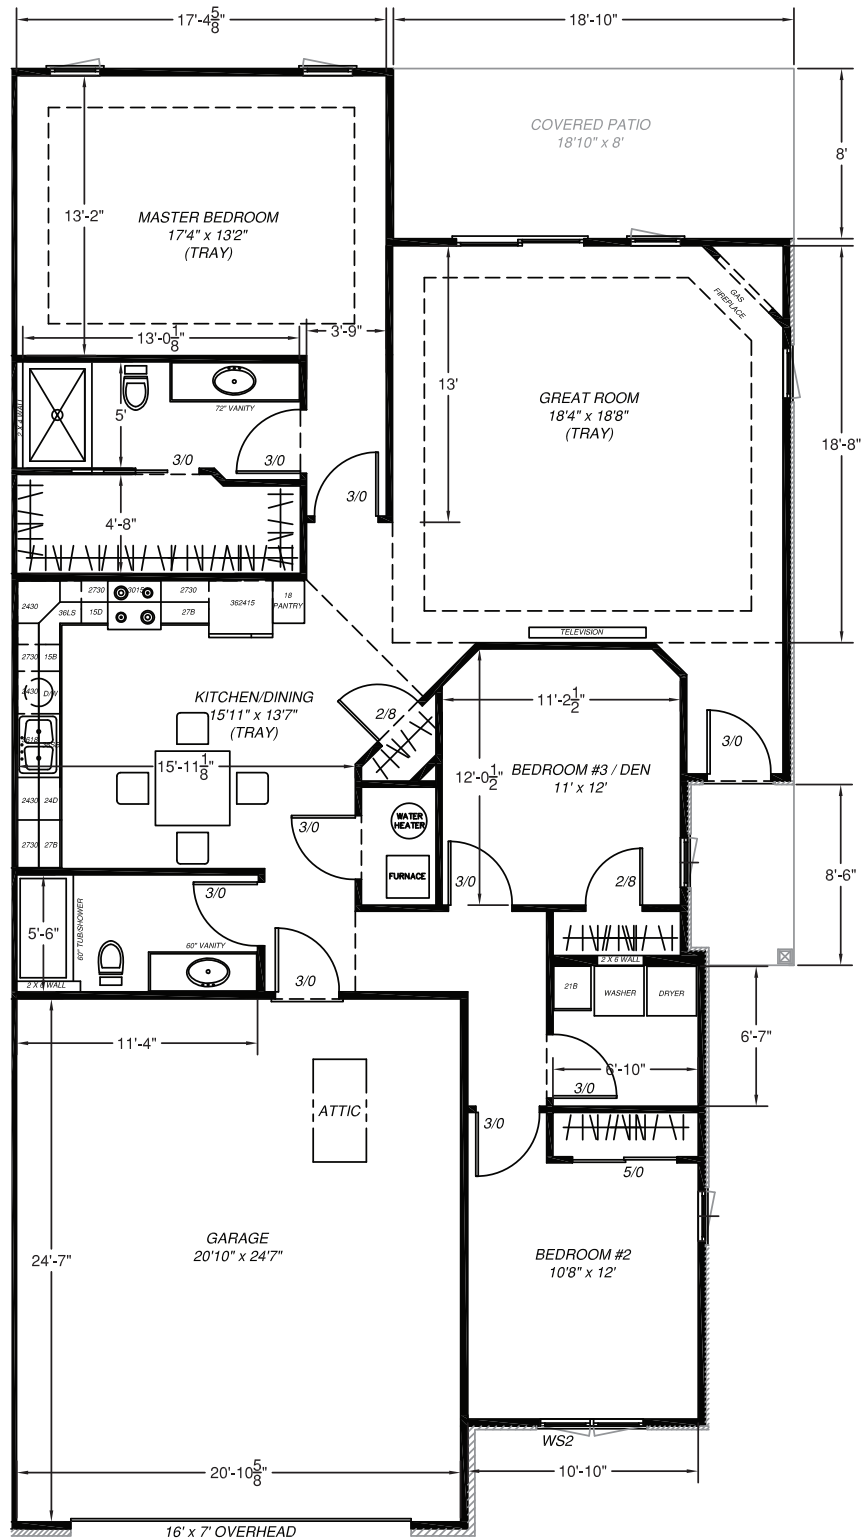 17'-4 5/8"
18'-10"
COVERED PATIO
18'10" x 8'
8'
13'-2"
MASTER BEDROOM
17'4" x 13'2"
(TRAY)
GAS
FIREPLACE
13'-0 1/8"
3'-9"
13'
GREAT ROOM
18'4" x 18'8"
(TRAY)
18'-8"
2 X 4 WALL
5'
72" VANITY
3/0
3/0
3/0
4'-8"
2430
36LS
2730
15D
3015
2730
27B
362415
18
PANTRY
TELEVISION
2730
15B
2430
D/W
KITCHEN/DINING
15'11" x 13'7"
(TRAY)
2/8
11'-2 1/2"
3/0
15'-11 1/8"
12'-0 1/2"
BEDROOM #3 / DEN
11' x 12'
2430
24D
2730
27B
3/0
WATER
HEATER
FURNACE
3/0
2/8
8'-6"
3/0
5'-6"
60" TUB/SHOWER
60" VANITY
2 X 6 WALL
3/0
2 X 6 WALL
21B
WASHER
DRYER
6'-7"
11'-4"
6'-10"
3/0
ATTIC
3/0
5/0
GARAGE
20'10" x 24'7"
24'-7"
BEDROOM #2
10'8" x 12'
WS2
20'-10 5/8"
10'-10"
16' x 7' OVERHEAD